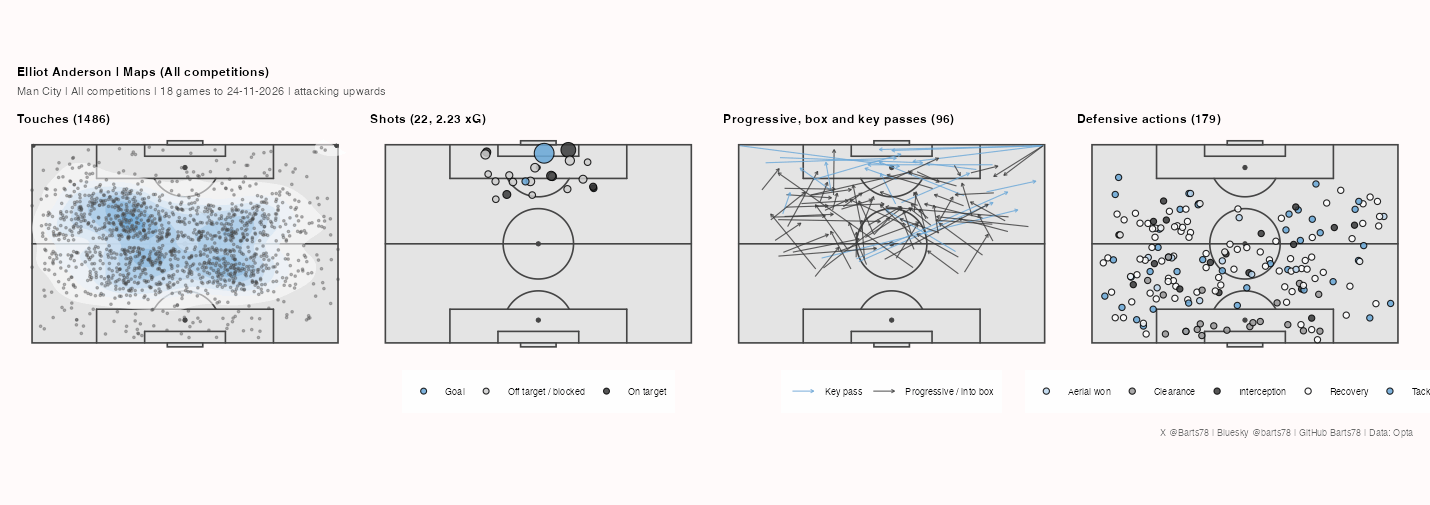 Elliot Anderson | Maps (All competitions)
Man City | All competitions | 18 games to 24-11-2026 | attacking upwards
Touches (1486)
Shots (22, 2.23 xG)
Progressive, box and key passes (96)
Defensive actions (179)
Goal
Off target / blocked
On target
Key pass
Progressive / into box
Aerial won
Clearance
Interception
Recovery
Tack
X @Barts78 | Bluesky @barts78 | GitHub Barts78 | Data: Opta